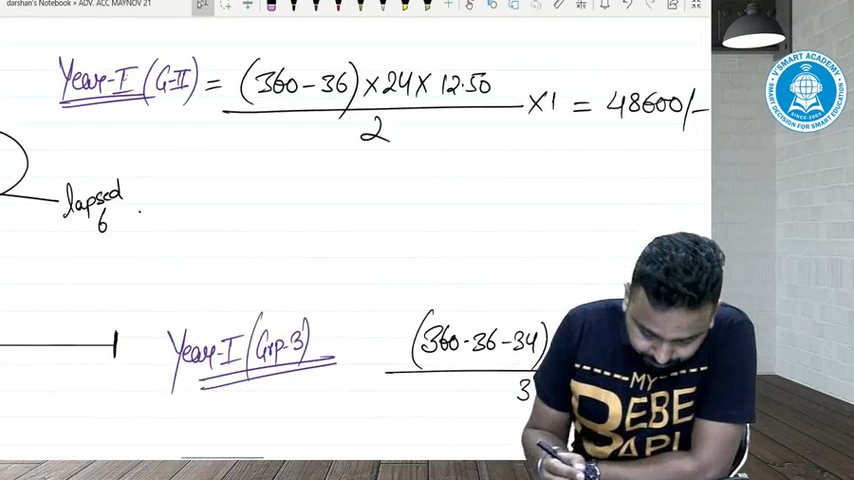 darshan's Notebook » ADV. ACC MAYNOV 21
Year-I (G-II) = (360-36) × 24 × 12.50 / 2 × 1 = 48600/-
lapsed
6
Year-I (Grp-3) (360-36-34)
3
V'SMART ACADEMY
SINCE-2003
SMART DECISION FOR SMART EDUCATION
MY
BEBE